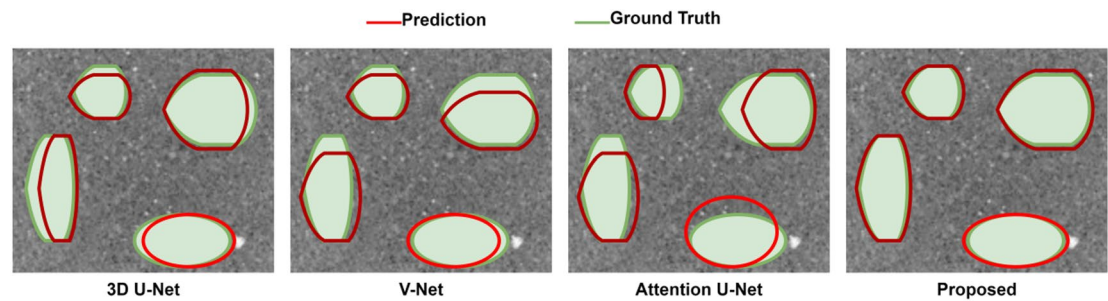 Prediction
Ground Truth
3D U-Net
V-Net
Attention U-Net
Proposed